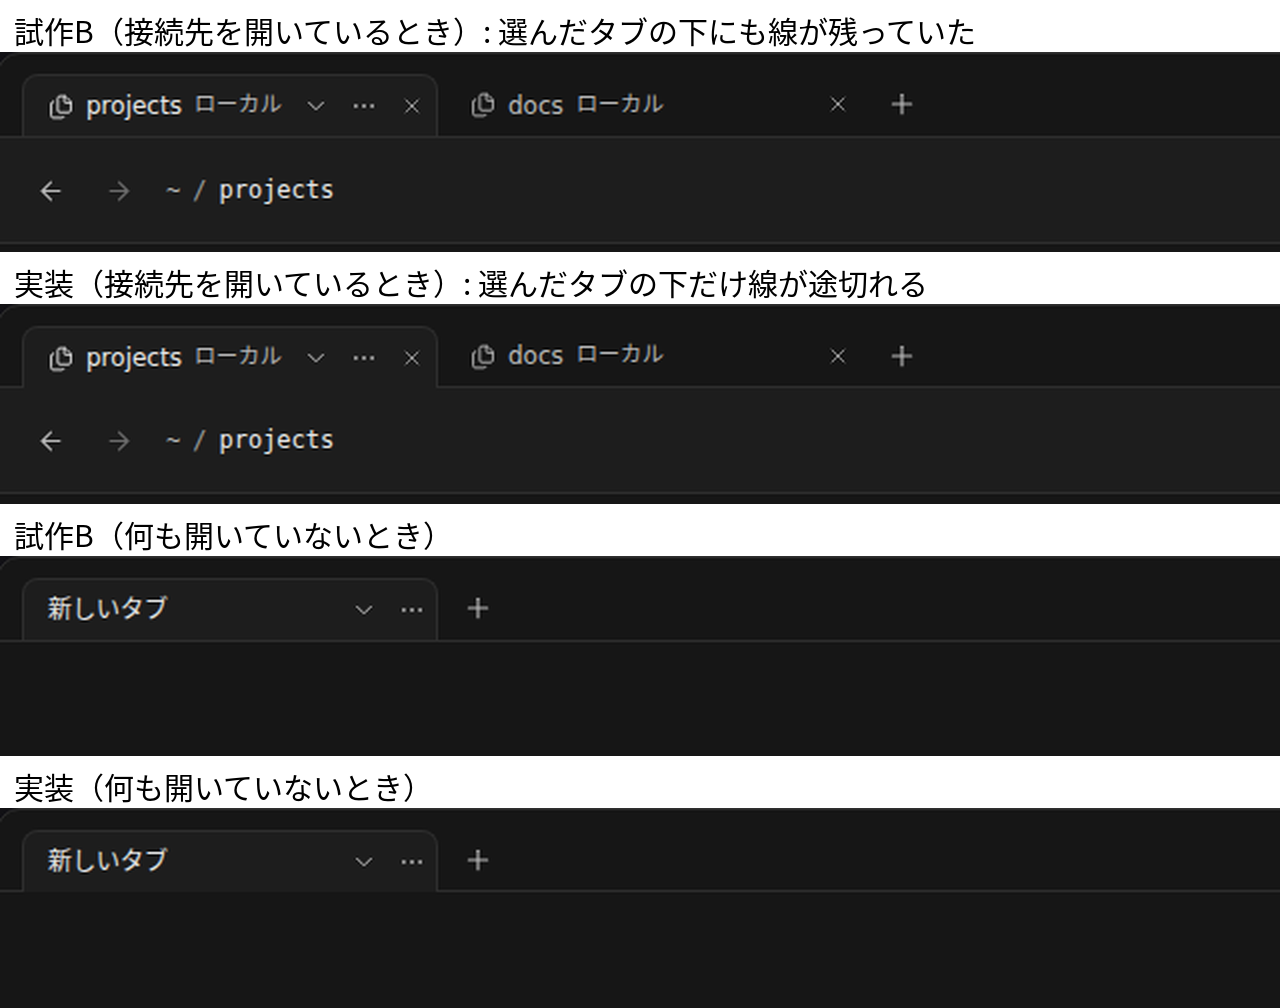 試作B（接続先を開いているとき）: 選んだタブの下にも線が残っていた
projects ローカル ··· × docs ローカル × +
← → ~ / projects
実装（接続先を開いているとき）: 選んだタブの下だけ線が途切れる
projects ローカル ··· × docs ローカル × +
← → ~ / projects
試作B（何も開いていないとき）
新しいタブ ··· +
実装（何も開いていないとき）
新しいタブ ··· +